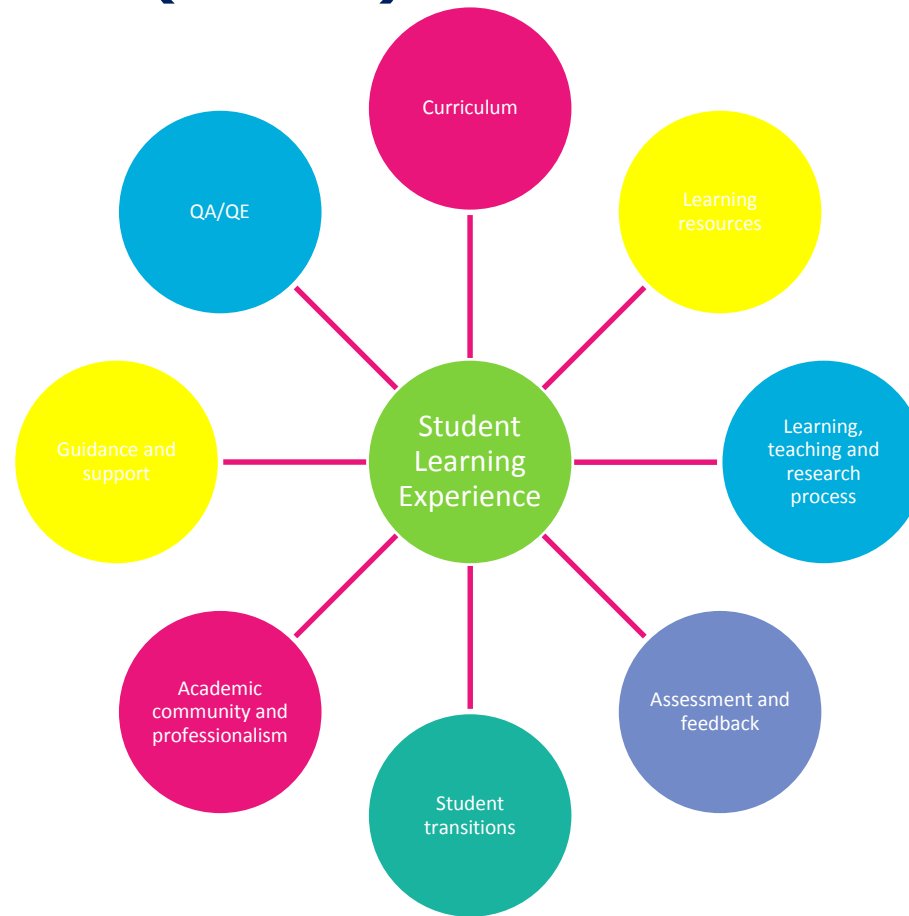 Curriculum
Learning
resources
Learning,
teaching and
research
process
Assessment and
feedback
Student
transitions
Academic
community and
professionalism
Guidance and
support
QA/QE
Student
Learning
Experience